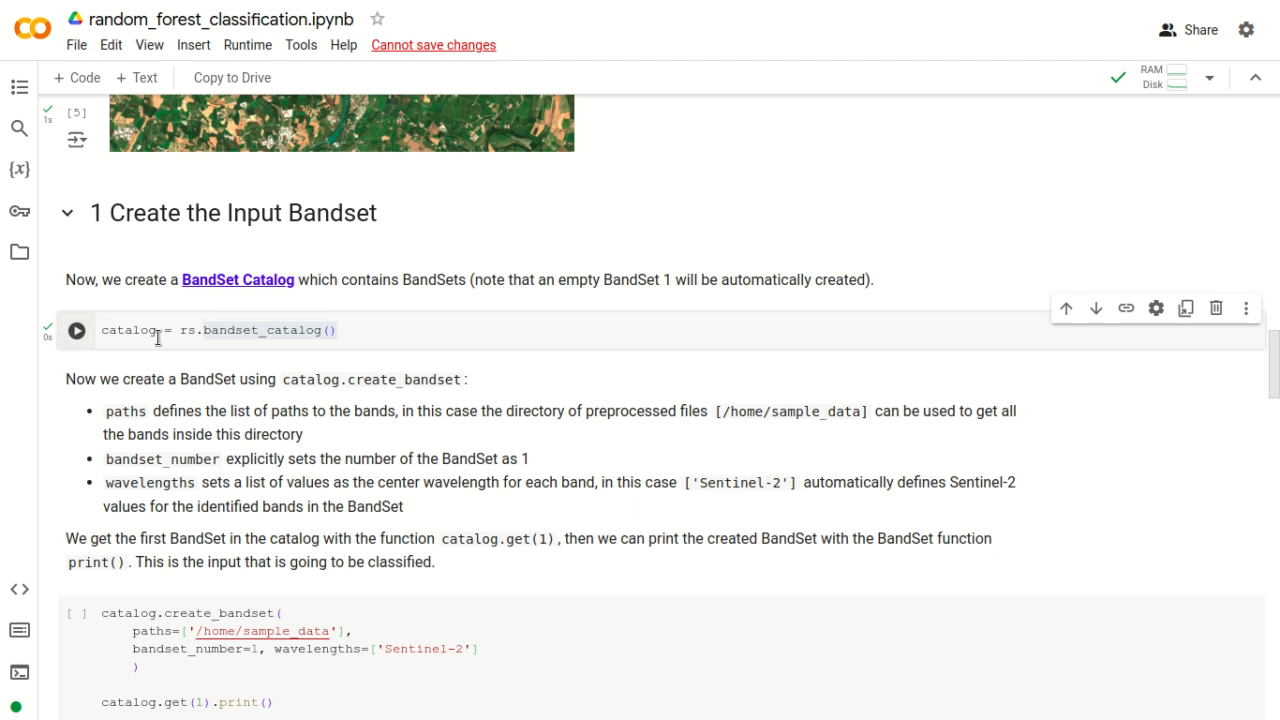 random_forest_classification.ipynb
File Edit View Insert Runtime Tools Help Cannot save changes
Share
+ Code + Text Copy to Drive
RAM
Disk
1s
[5]
1 Create the Input Bandset
Now, we create a BandSet Catalog which contains BandSets (note that an empty BandSet 1 will be automatically created).
0s
catalog = rs.bandset_catalog()
Now we create a BandSet using catalog.create_bandset:
• paths defines the list of paths to the bands, in this case the directory of preprocessed files [/home/sample_data] can be used to get all
the bands inside this directory
• bandset_number explicitly sets the number of the BandSet as 1
• wavelengths sets a list of values as the center wavelength for each band, in this case ['Sentinel-2'] automatically defines Sentinel-2
values for the identified bands in the BandSet
We get the first BandSet in the catalog with the function catalog.get(1), then we can print the created BandSet with the BandSet function
print(). This is the input that is going to be classified.
[ ] catalog.create_bandset(
paths=['/home/sample_data'],
bandset_number=1, wavelengths=['Sentinel-2']
)
catalog.get(1).print()
{x}